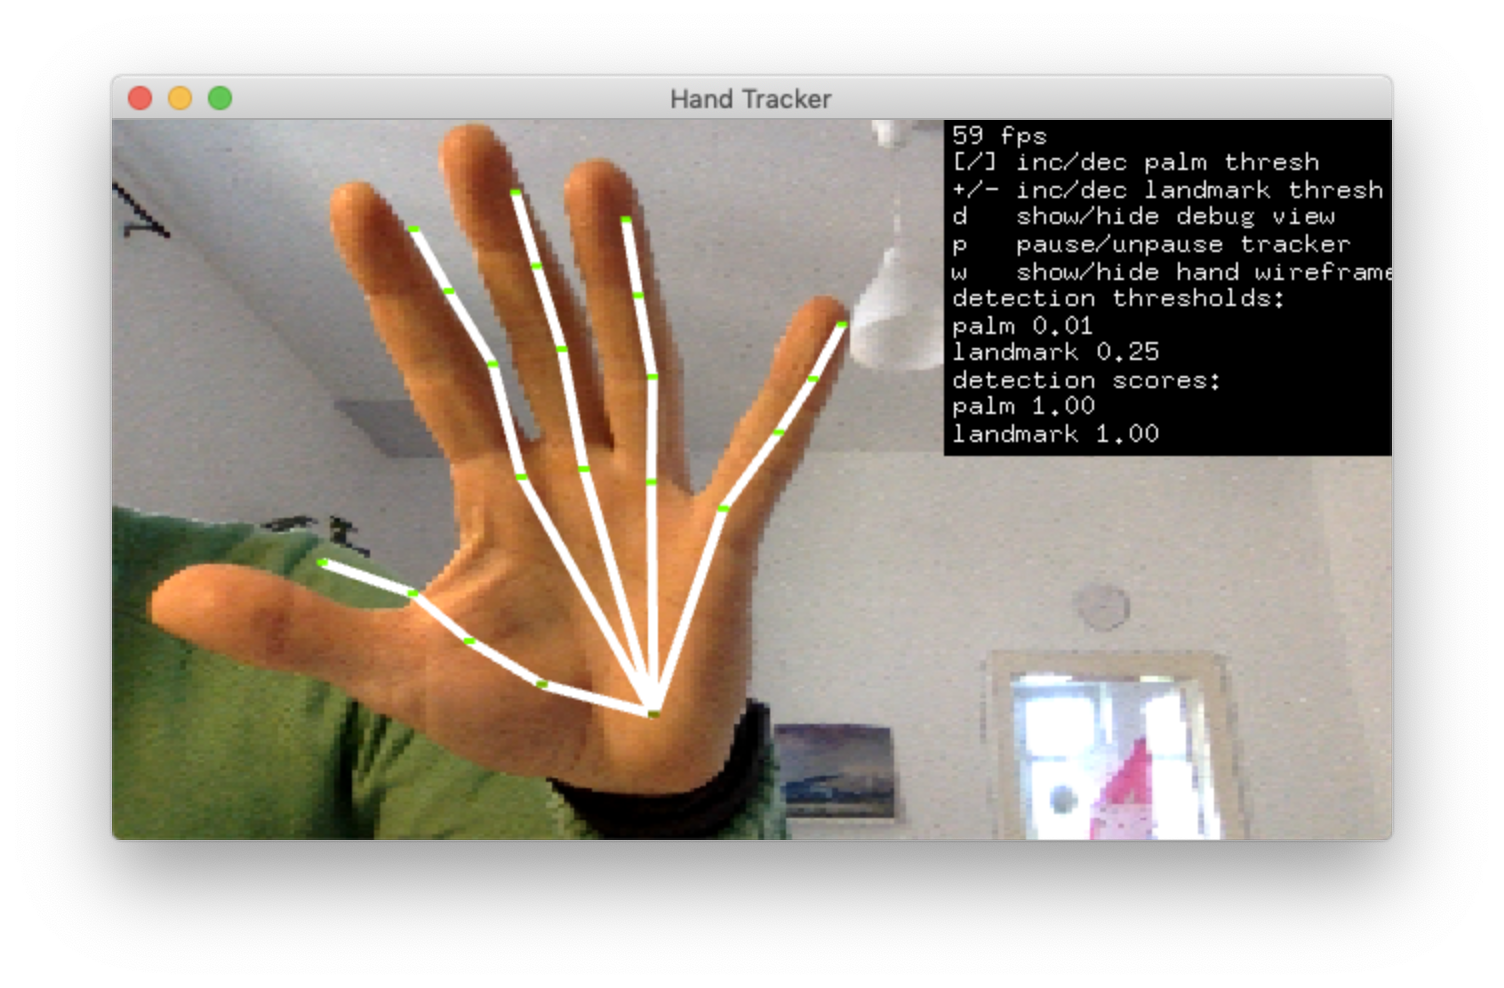 Hand Tracker
59 fps
[/] inc/dec palm thresh
+/- inc/dec landmark thresh
d show/hide debug view
p pause/unpause tracker
w show/hide hand wireframe
detection thresholds:
palm 0.01
landmark 0.25
detection scores:
palm 1.00
landmark 1.00